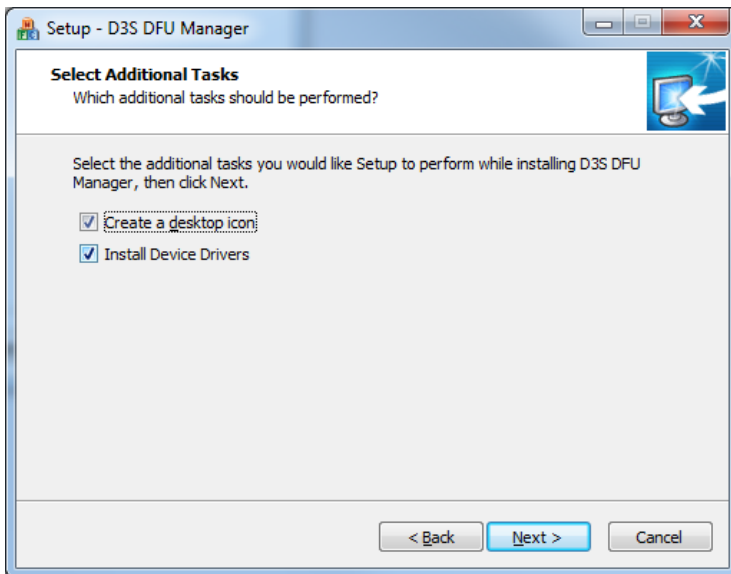 Setup - D3S DFU Manager
Select Additional Tasks
Which additional tasks should be performed?
Select the additional tasks you would like Setup to perform while installing D3S DFU
Manager, then click Next.
Create a desktop icon
Install Device Drivers
< Back Next > Cancel